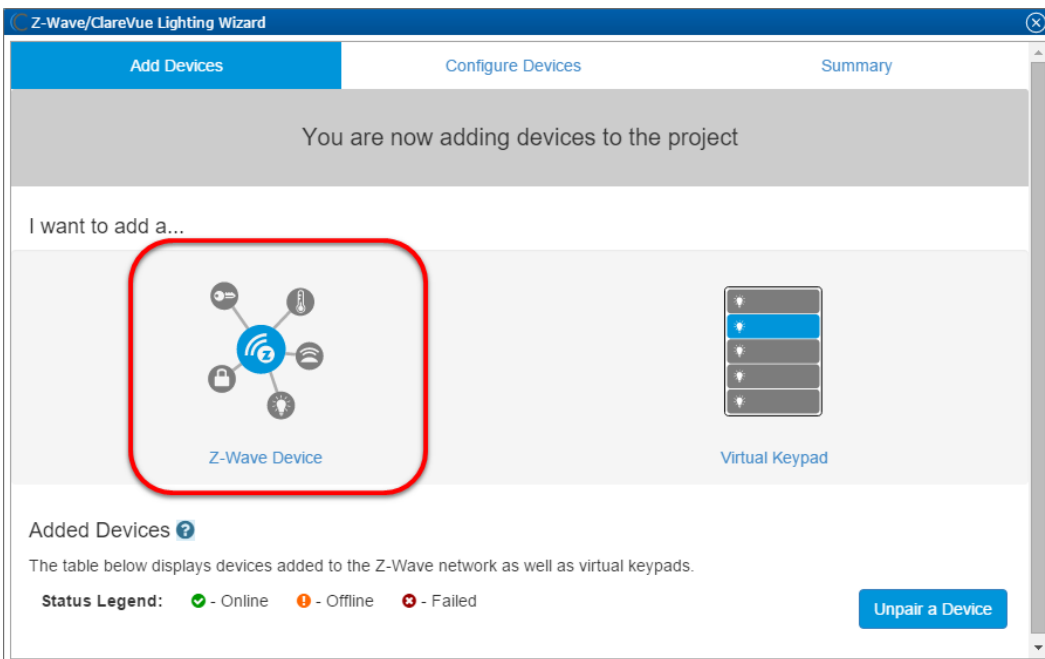 Z-Wave/ClareVue Lighting Wizard
Add Devices
Configure Devices
Summary
You are now adding devices to the project
I want to add a...
Z-Wave Device
Virtual Keypad
Added Devices ?
The table below displays devices added to the Z-Wave network as well as virtual keypads.
Status Legend: - Online - Offline - Failed
Unpair a Device